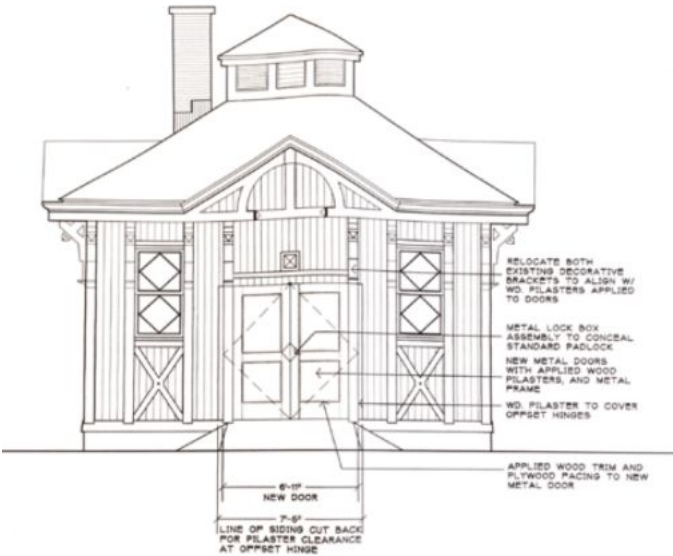 RELOCATE BOTH
EXISTING DECORATIVE
BRACKETS TO ALIGN W/
WD. PILASTERS APPLIED
TO DOORS
METAL LOCK BOX
ASSEMBLY TO CONCEAL
STANDARD PADLOCK
NEW METAL DOORS
WITH APPLIED WOOD
PILASTERS, AND METAL
FRAME
WD. PILASTER TO COVER
OFFSET HINGES
APPLIED WOOD TRIM AND
PLYWOOD FACING TO NEW
METAL DOOR
6'-11"
NEW DOOR
7'-5"
LINE OF SIDING CUT BACK
FOR PILASTER CLEARANCE
AT OFFSET HINGE